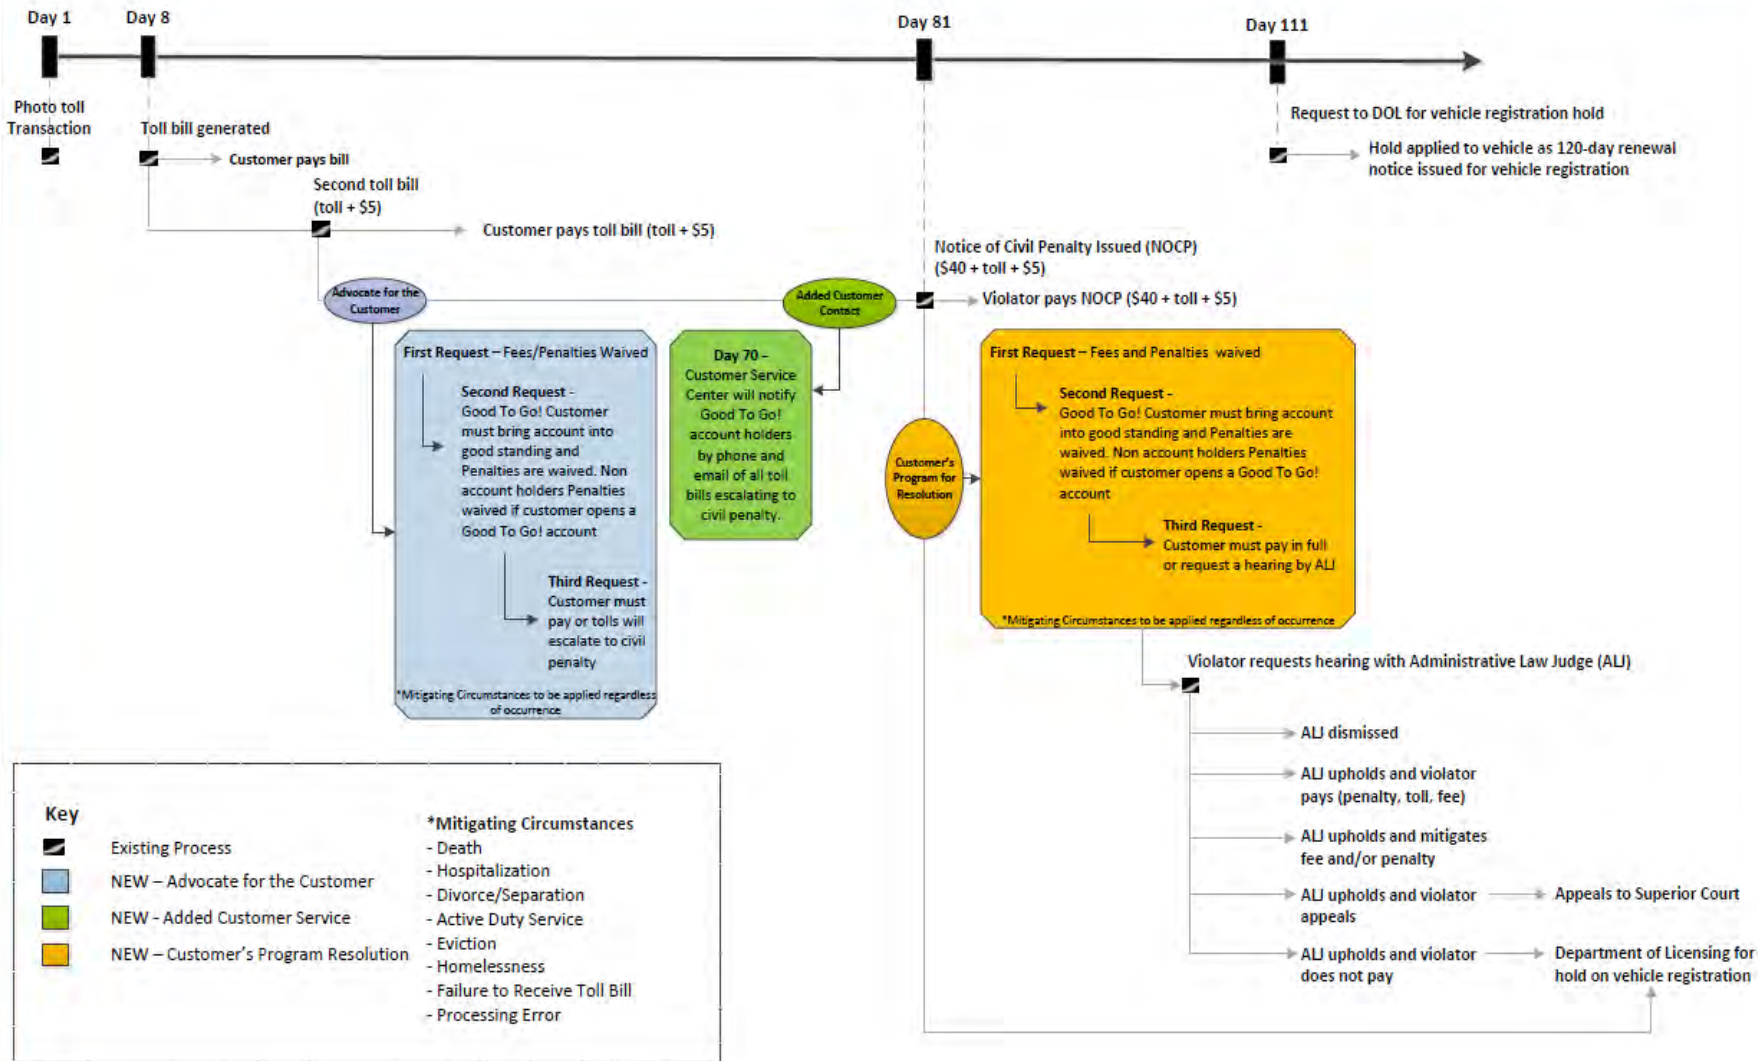 Day 1
Day 8
Day 81
Day 111
Photo toll
Transaction
Toll bill generated
Customer pays bill
Second toll bill
(toll + $5)
Customer pays toll bill (toll + $5)
Request to DOL for vehicle registration hold
Hold applied to vehicle as 120-day renewal
notice issued for vehicle registration
Notice of Civil Penalty Issued (NOCP)
($40 + toll + $5)
Violator pays NOCP ($40 + toll + $5)
Advocate for the
Customer
Added Customer
Contact
First Request – Fees/Penalties Waived
Second Request -
Good To Go! Customer
must bring account into
good standing and
Penalties are waived. Non
account holders Penalties
waived if customer opens a
Good To Go! account
Third Request -
Customer must
pay or tolls will
escalate to civil
penalty
*Mitigating Circumstances to be applied regardless
of occurrence
Day 70 –
Customer Service
Center will notify
Good To Go!
account holders
by phone and
email of all toll
bills escalating to
civil penalty.
Customer's
Program for
Resolution
First Request – Fees and Penalties waived
Second Request -
Good To Go! Customer must bring account
into good standing and Penalties are
waived. Non account holders Penalties
waived if customer opens a Good To Go!
account
Third Request -
Customer must pay in full
or request a hearing by ALJ
*Mitigating Circumstances to be applied regardless of occurrence
Violator requests hearing with Administrative Law Judge (ALJ)
ALJ dismissed
ALJ upholds and violator
pays (penalty, toll, fee)
ALJ upholds and mitigates
fee and/or penalty
ALJ upholds and violator
appeals
Appeals to Superior Court
ALJ upholds and violator
does not pay
Department of Licensing for
hold on vehicle registration
Key
Existing Process
NEW – Advocate for the Customer
NEW - Added Customer Service
NEW – Customer's Program Resolution
*Mitigating Circumstances
- Death
- Hospitalization
- Divorce/Separation
- Active Duty Service
- Eviction
- Homelessness
- Failure to Receive Toll Bill
- Processing Error